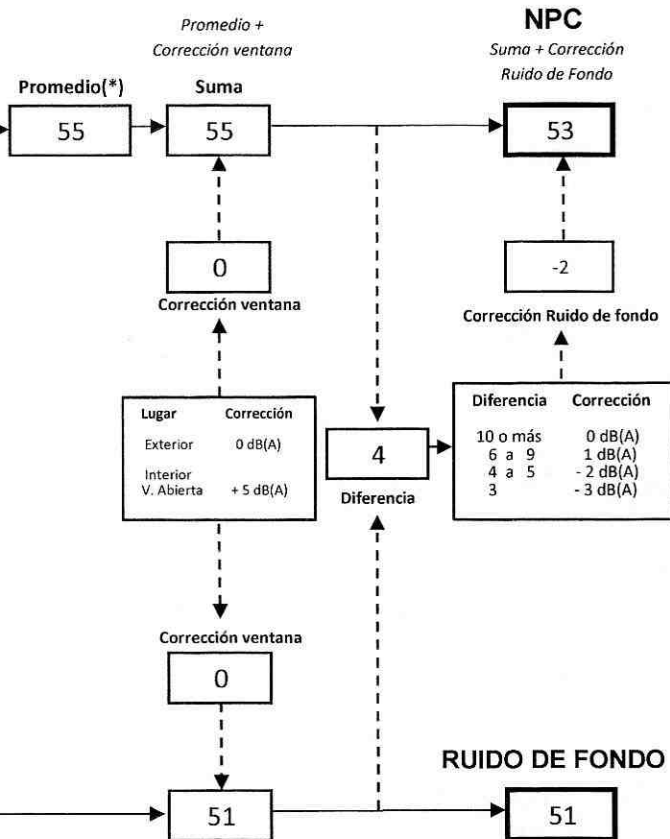 Promedio +
Corrección ventana
NPC
Suma + Corrección
Ruido de Fondo
Promedio(*)
Suma
55
55
53
0
-2
Corrección ventana
Corrección Ruido de fondo
Lugar Corrección
Exterior 0 dB(A)
Interior
V. Abierta + 5 dB(A)
4
Diferencia
Diferencia Corrección
10 o más 0 dB(A)
6 a 9 1 dB(A)
4 a 5 - 2 dB(A)
3 - 3 dB(A)
Corrección ventana
0
RUIDO DE FONDO
51
51